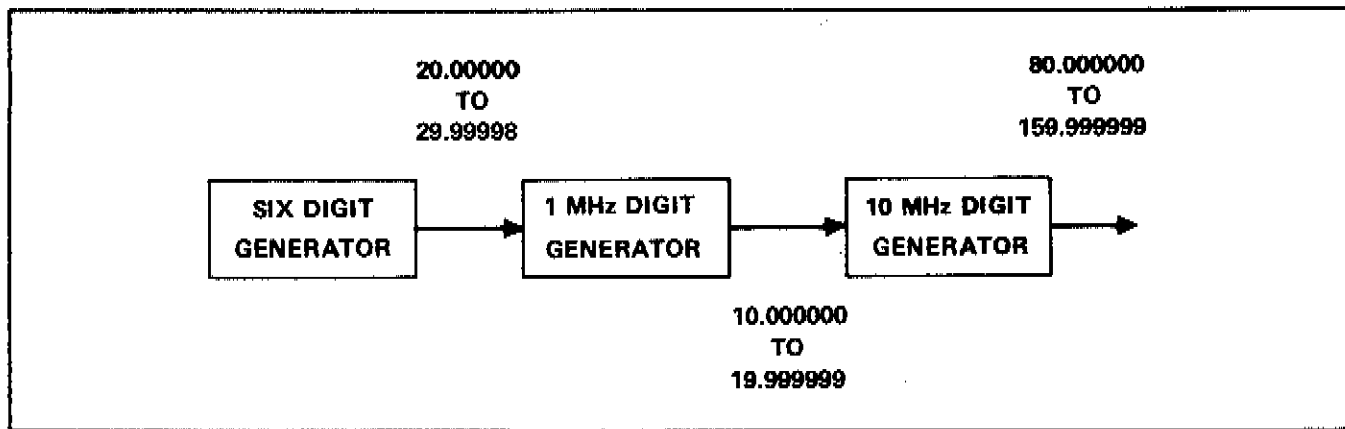 20.00000
TO
29.99998
80.000000
TO
159.999999
SIX DIGIT
GENERATOR
1 MHz DIGIT
GENERATOR
10 MHz DIGIT
GENERATOR
10.000000
TO
19.999999